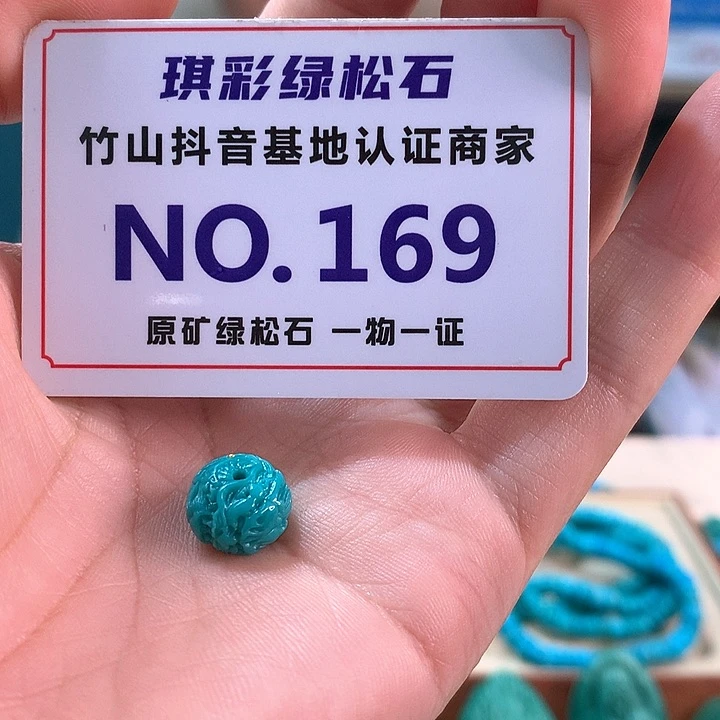 琪彩绿松石
竹山抖音基地认证商家
NO.169
原矿绿松石 一物一证